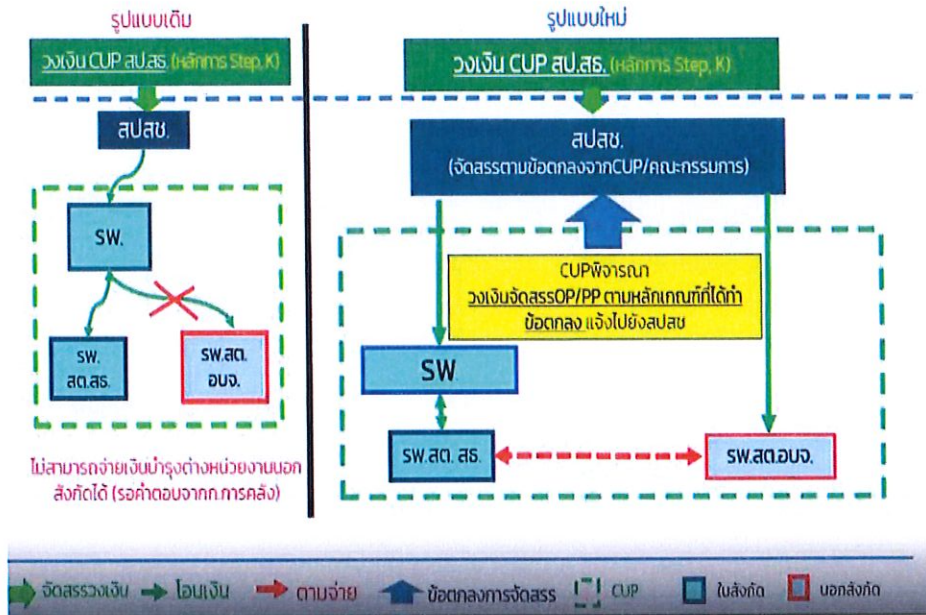 รูปแบบเดิม
วงเงิน CUP สป.สธ. (หลักการ Step, K)
สปสช.
รพ.
รพ.
สต.สธ.
รพ.สต.
อบจ.
ไม่สามารถจ่ายเงินบำรุงต่างหน่วยงานนอก
สังกัดได้ (รอคำตอบจากก.การคลัง)
รูปแบบใหม่
วงเงิน CUP สป.สธ. (หลักการ Step, K)
สปสช.
(จัดสรรตามข้อตกลงจากCUP/คณะกรรมการ)
CUPพิจารณา
วงเงินจัดสรรOP/PP ตามหลักเกณฑ์ที่ได้ทำ
ข้อตกลง แจ้งไปยังสปสช
รพ.
รพ.สต. สธ.
รพ.สต.อบจ.
จัดสรรวงเงิน โอนเงิน ตามจ่าย ข้อตกลงการจัดสรร CUP ในสังกัด นอกสังกัด